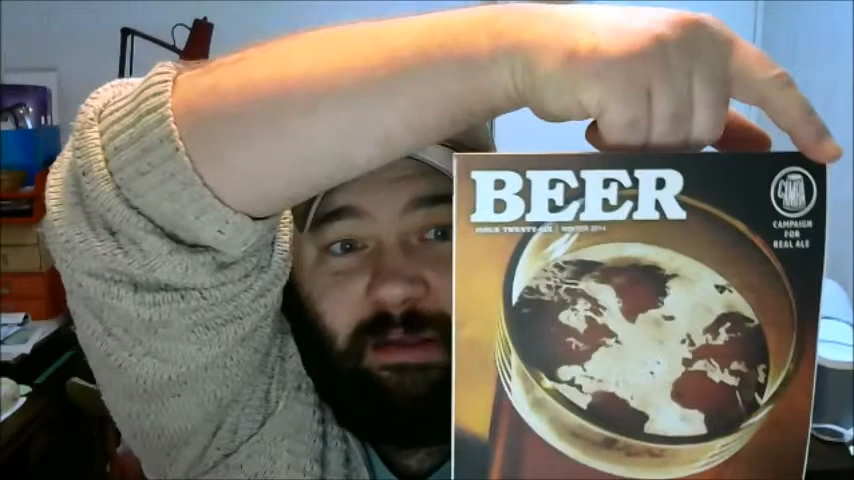 BEER
ISSUE TWENTY-SIX | WINTER 2014
CAMRA
CAMPAIGN
FOR
REAL ALE